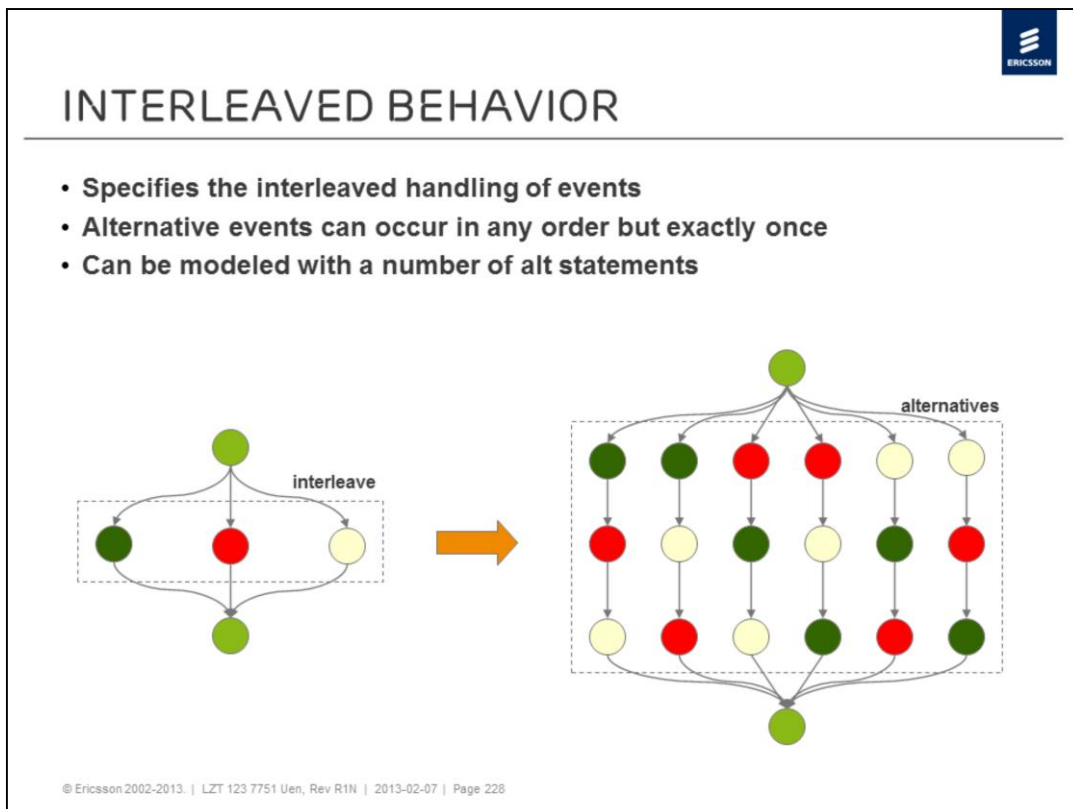 ERICSSON
INTERLEAVED BEHAVIOR
• Specifies the interleaved handling of events
• Alternative events can occur in any order but exactly once
• Can be modeled with a number of alt statements
alternatives
interleave
© Ericsson 2002-2013. | LZT 123 7751 Uen, Rev R1N | 2013-02-07 | Page 228